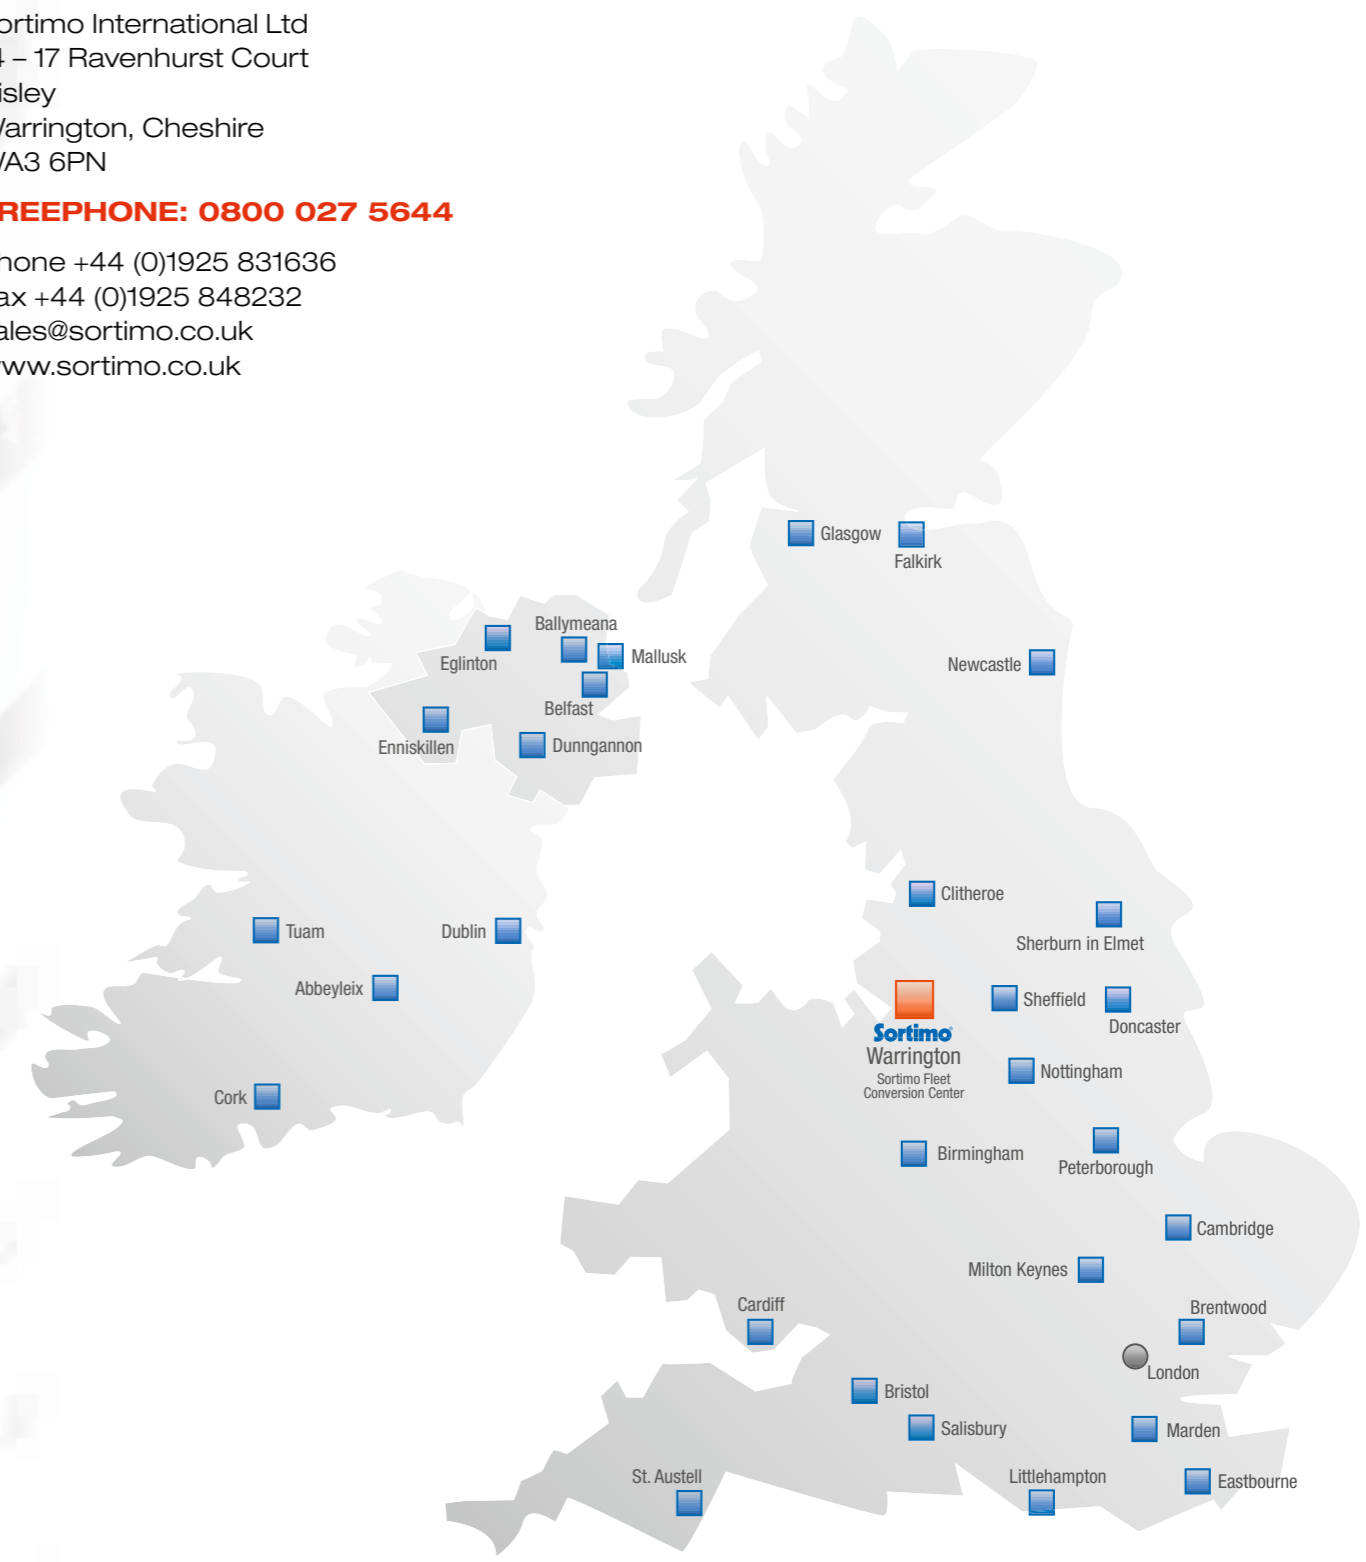 ortimo International Ltd
4 – 17 Ravenhurst Court
isley
arrington, Cheshire
/A3 6PN
REEPHONE: 0800 027 5644
hone +44 (0)1925 831636
ax +44 (0)1925 848232
ales@sortimo.co.uk
www.sortimo.co.uk
Glasgow
Falkirk
Ballymeana
Eglinton
Mallusk
Newcastle
Belfast
Enniskillen
Dunngannon
Clitheroe
Tuam
Dublin
Sherburn in Elmet
Abbeyleix
Sheffield
Doncaster
Sortimo
Warrington
Sortimo Fleet
Conversion Center
Nottingham
Cork
Birmingham
Peterborough
Cambridge
Milton Keynes
Cardiff
Brentwood
London
Bristol
Salisbury
Marden
St. Austell
Littlehampton
Eastbourne